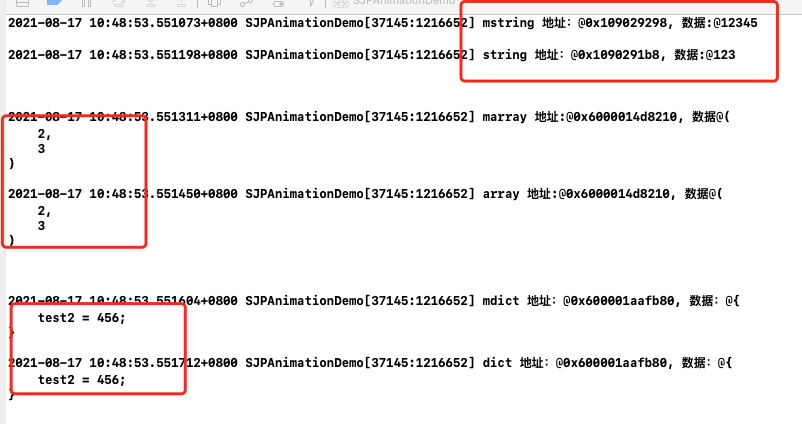 SJPAnimationDemo
2021-08-17 10:48:53.551073+0800 SJPAnimationDemo[37145:1216652] mstring 地址：@0x109029298, 数据:@12345
2021-08-17 10:48:53.551198+0800 SJPAnimationDemo[37145:1216652] string 地址：@0x1090291b8, 数据:@123
2021-08-17 10:48:53.551311+0800 SJPAnimationDemo[37145:1216652] marray 地址:@0x6000014d8210, 数据@(
2,
3
)
2021-08-17 10:48:53.551450+0800 SJPAnimationDemo[37145:1216652] array 地址:@0x6000014d8210, 数据@(
2,
3
)
2021-08-17 10:48:53.551604+0800 SJPAnimationDemo[37145:1216652] mdict 地址：@0x600001aafb80, 数据：@{
test2 = 456;
}
2021-08-17 10:48:53.551712+0800 SJPAnimationDemo[37145:1216652] dict 地址：@0x600001aafb80, 数据：@{
test2 = 456;
}